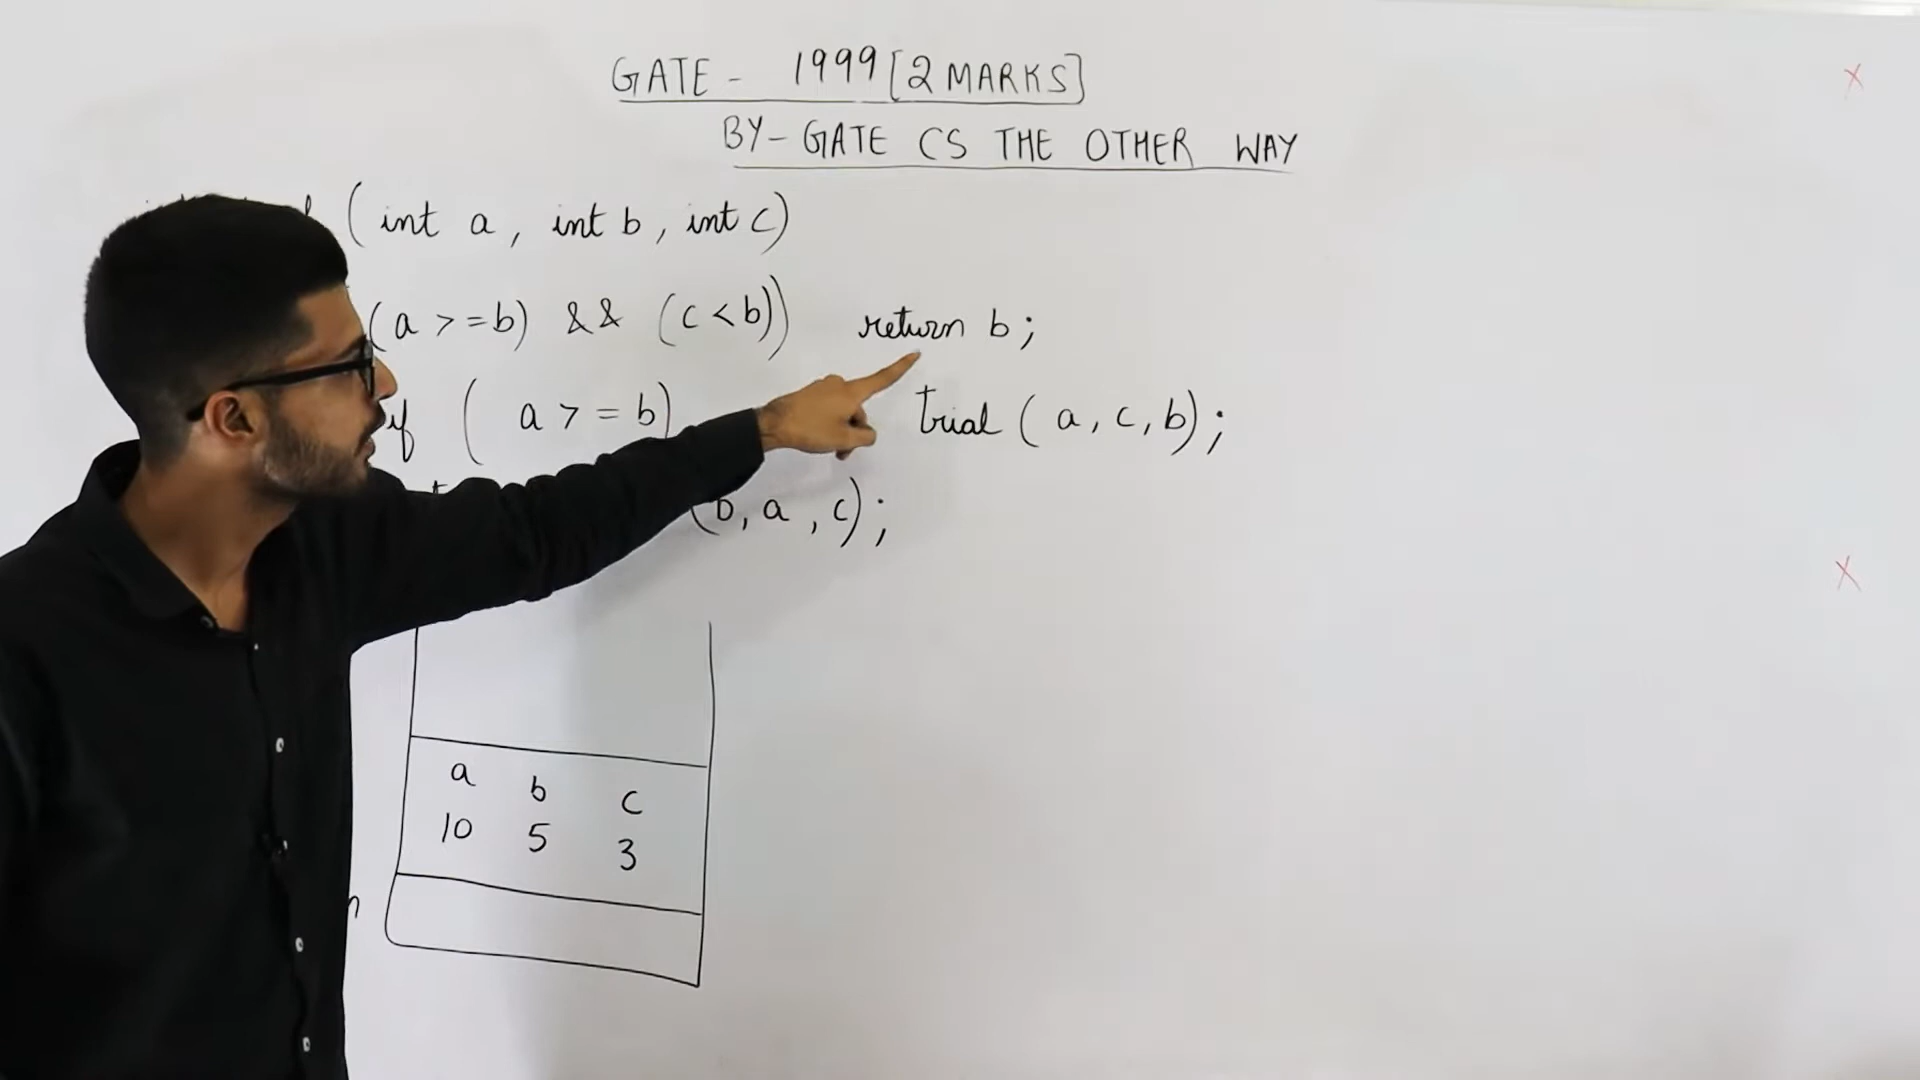 GATE - 1999 [2 MARKS]
BY - GATE CS THE OTHER WAY
(int a, int b, int c)
(a >= b) && (c < b)) return b;
if ( a >= b) trial ( a, c, b);
(b, a, c);
a b c
10 5 3